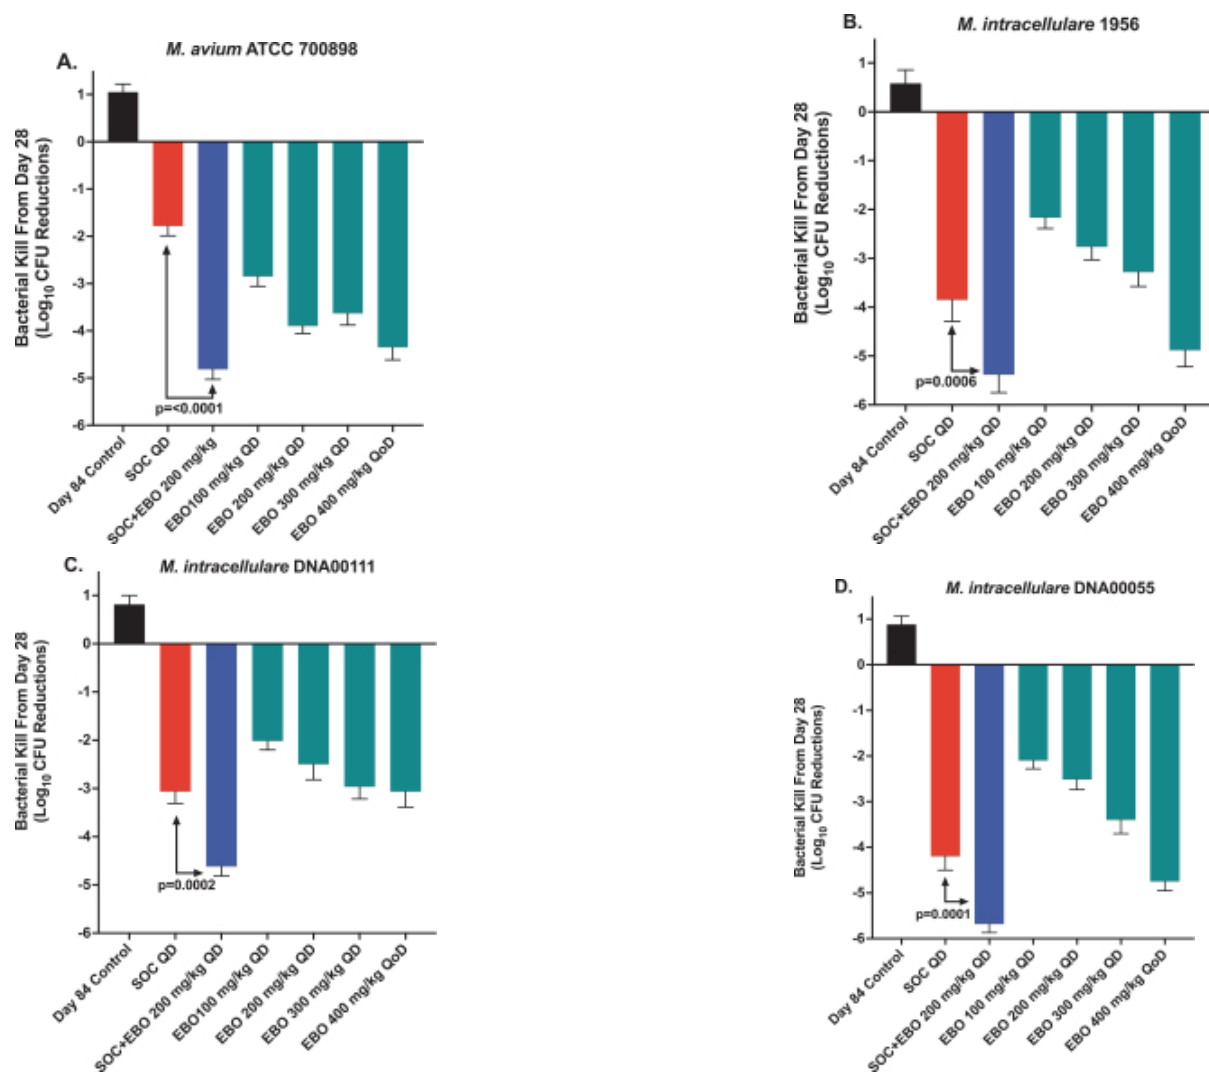 A.
M. avium ATCC 700898
Bacterial Kill From Day 28
(Log10 CFU Reductions)
1
0
-1
-2
-3
-4
-5
-6
p=<0.0001
Day 84 Control
SOC QD
SOC+EBO 200 mg/kg
EBO100 mg/kg QD
EBO 200 mg/kg QD
EBO 300 mg/kg QD
EBO 400 mg/kg QoD
B.
M. intracellulare 1956
Bacterial Kill From Day 28
(Log10 CFU Reductions)
1
0
-1
-2
-3
-4
-5
-6
p=0.0006
Day 84 Control
SOC QD
SOC+EBO 200 mg/kg QD
EBO 100 mg/kg QD
EBO 200 mg/kg QD
EBO 300 mg/kg QD
EBO 400 mg/kg QoD
C.
M. intracellulare DNA00111
Bacterial Kill From Day 28
(Log10 CFU Reductions)
1
0
-1
-2
-3
-4
-5
-6
p=0.0002
Day 84 Control
SOC QD
SOC+EBO 200 mg/kg QD
EBO100 mg/kg QD
EBO 200 mg/kg QD
EBO 300 mg/kg QD
EBO 400 mg/kg QoD
D.
M. intracellulare DNA00055
Bacterial Kill From Day 28
(Log10 CFU Reductions)
1
0
-1
-2
-3
-4
-5
-6
p=0.0001
Day 84 Control
SOC QD
SOC+EBO 200 mg/kg QD
EBO 100 mg/kg QD
EBO 200 mg/kg QD
EBO 300 mg/kg QD
EBO 400 mg/kg QoD